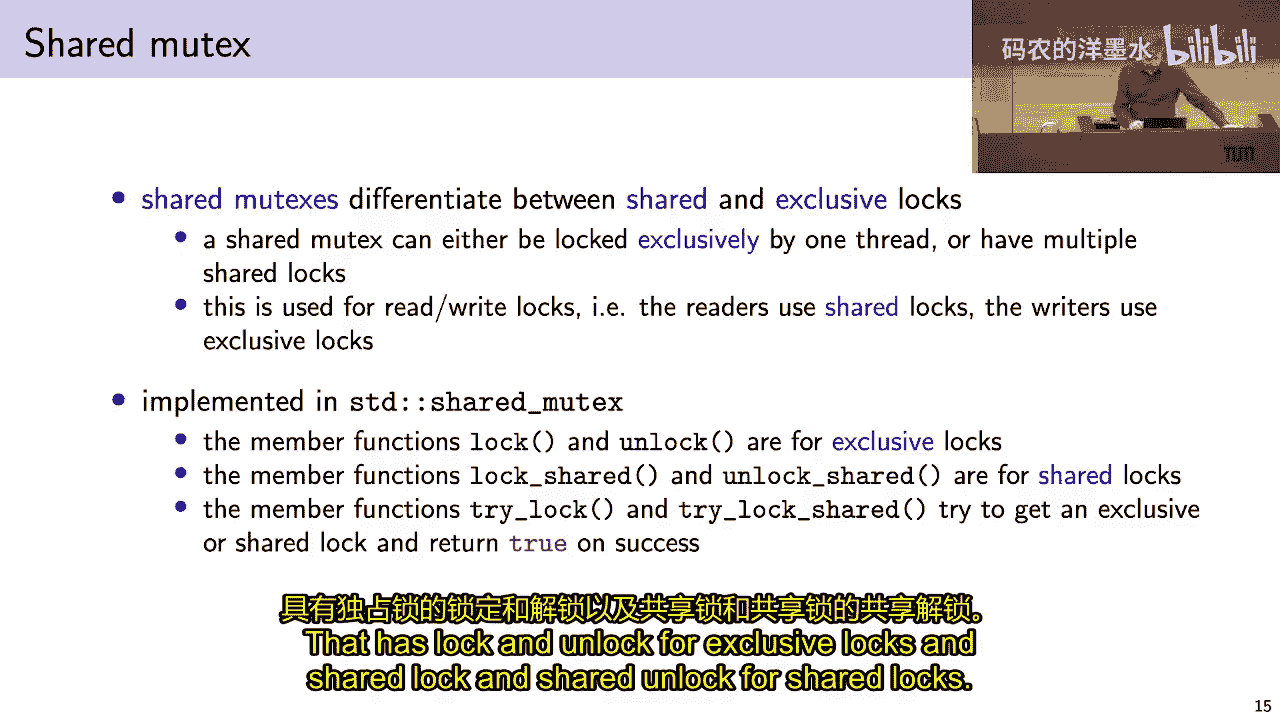 Shared mutex
码农的洋墨水 bilibili
TUM
• shared mutexes differentiate between shared and exclusive locks
• a shared mutex can either be locked exclusively by one thread, or have multiple
shared locks
• this is used for read/write locks, i.e. the readers use shared locks, the writers use
exclusive locks
• implemented in std::shared_mutex
• the member functions lock() and unlock() are for exclusive locks
• the member functions lock_shared() and unlock_shared() are for shared locks
• the member functions try_lock() and try_lock_shared() try to get an exclusive
or shared lock and return true on success
具有独占锁的锁定和解锁以及共享锁和共享锁的共享解锁。
That has lock and unlock for exclusive locks and
shared lock and shared unlock for shared locks.
15